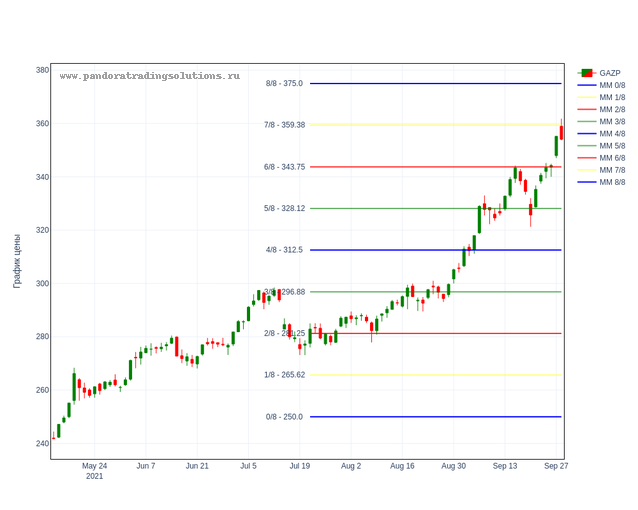 www.pandoratradingsolutions.ru
График цены
380
360
340
320
300
280
260
240
8/8 - 375.0
7/8 - 359.38
6/8 - 343.75
5/8 - 328.12
4/8 - 312.5
3/8 - 296.88
2/8 - 281.25
1/8 - 265.62
0/8 - 250.0
May 24
2021
Jun 7
Jun 21
Jul 5
Jul 19
Aug 2
Aug 16
Aug 30
Sep 13
Sep 27
GAZP
MM 0/8
MM 1/8
MM 2/8
MM 3/8
MM 4/8
MM 5/8
MM 6/8
MM 7/8
MM 8/8